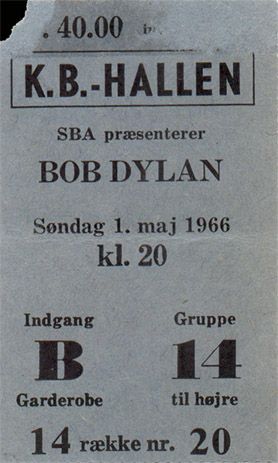 . 40.00
K.B.-HALLEN
SBA præsenterer
BOB DYLAN
Søndag 1. maj 1966
kl. 20
Indgang Gruppe
B 14
Garderobe til højre
14 række nr. 20